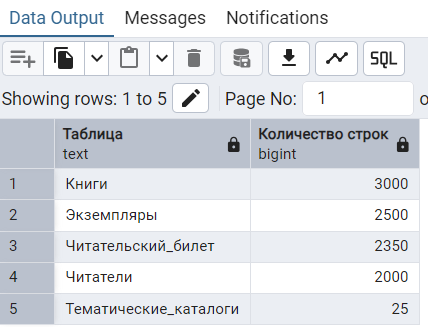 Data Output Messages Notifications
SQL
Showing rows: 1 to 5 Page No: 1 o
Таблица Количество строк
text bigint
1 Книги 3000
2 Экземпляры 2500
3 Читательский_билет 2350
4 Читатели 2000
5 Тематические_каталоги 25